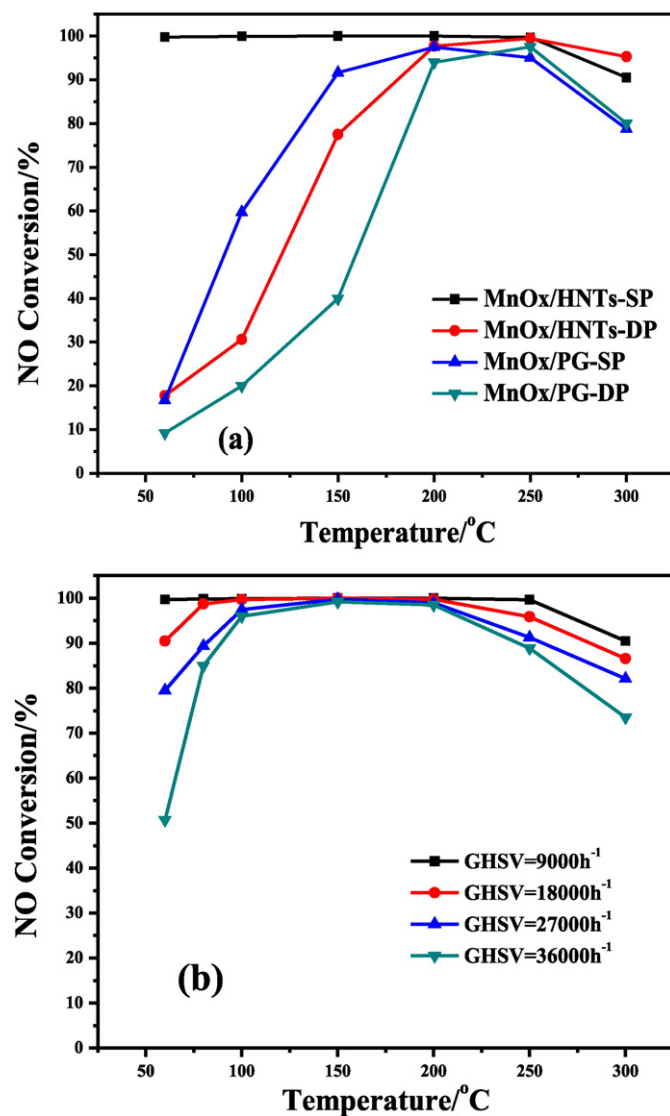 100
90
80
70
60
50
40
30
20
10
0
NO Conversion/%
MnOx/HNTs-SP
MnOx/HNTs-DP
MnOx/PG-SP
MnOx/PG-DP
(a)
50 100 150 200 250 300
Temperature/°C
100
90
80
70
60
50
40
30
20
10
0
NO Conversion/%
GHSV=9000h⁻¹
GHSV=18000h⁻¹
GHSV=27000h⁻¹
GHSV=36000h⁻¹
(b)
50 100 150 200 250 300
Temperature/°C